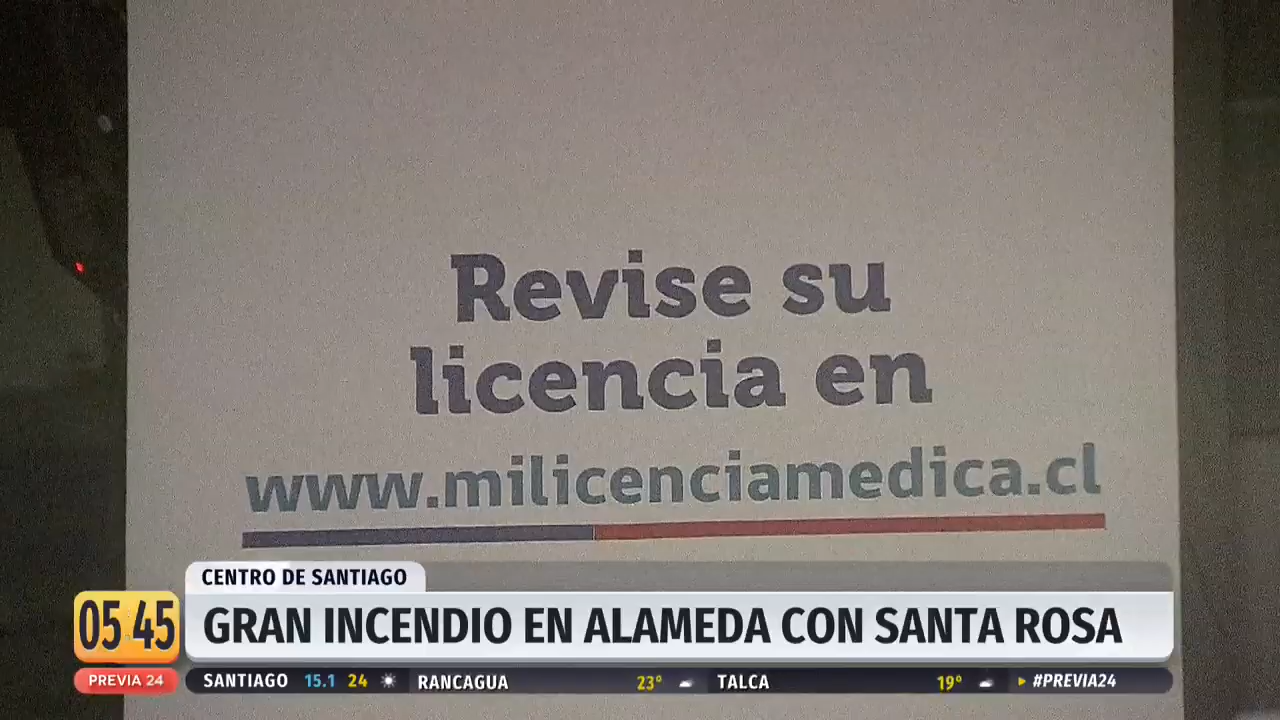 Revise su
licencia en
www.milicenciamedica.cl
CENTRO DE SANTIAGO
05 45
GRAN INCENDIO EN ALAMEDA CON SANTA ROSA
PREVIA 24
SANTIAGO 15.1 24 RANCAGUA 23° TALCA 19° #PREVIA24